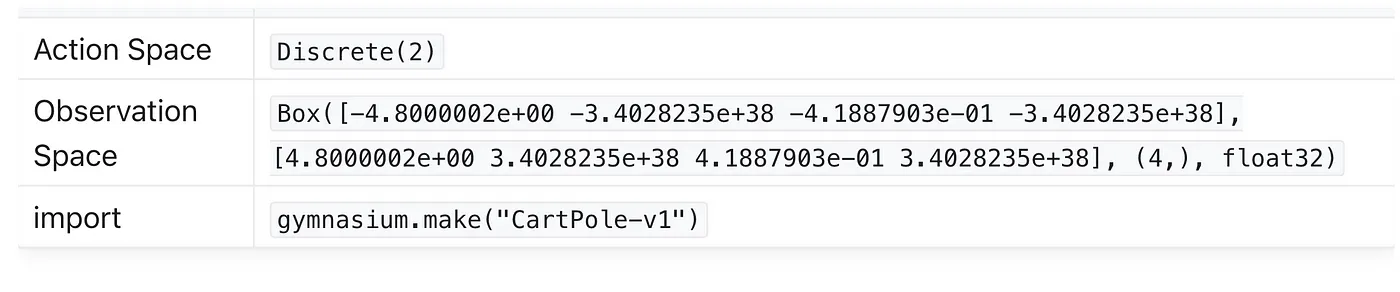 Action Space Discrete(2)
Observation Box([-4.8000002e+00 -3.4028235e+38 -4.1887903e-01 -3.4028235e+38],
Space [4.8000002e+00 3.4028235e+38 4.1887903e-01 3.4028235e+38], (4,), float32)
import gymnasium.make("CartPole-v1")